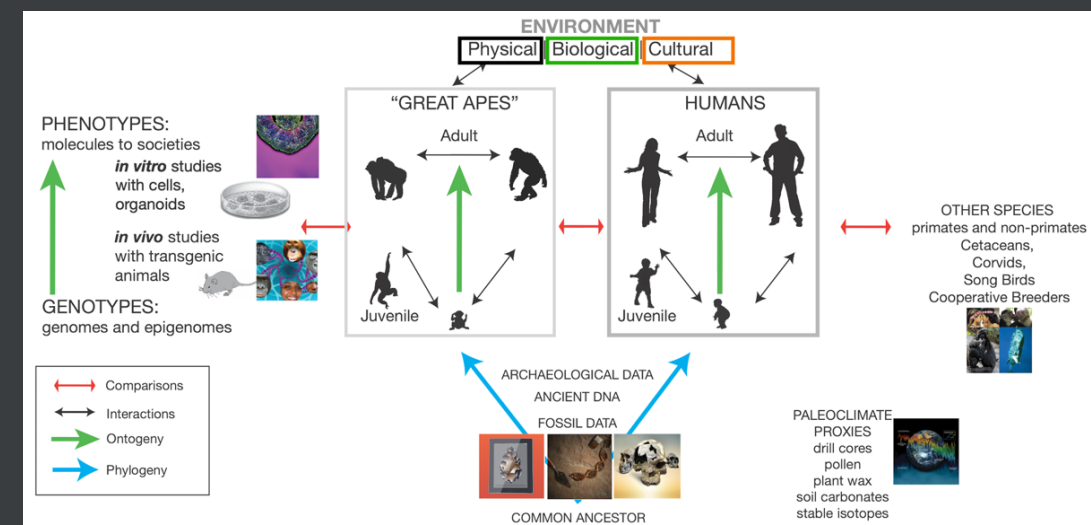 ENVIRONMENT
Physical | Biological | Cultural
"GREAT APES"
HUMANS
Adult
Adult
Juvenile
Juvenile
PHENOTYPES:
molecules to societies
in vitro studies
with cells,
organoids
in vivo studies
with transgenic
animals
GENOTYPES:
genomes and epigenomes
OTHER SPECIES
primates and non-primates
Cetaceans,
Corvids,
Song Birds
Cooperative Breeders
Comparisons
Interactions
Ontogeny
Phylogeny
ARCHAEOLOGICAL DATA
ANCIENT DNA
FOSSIL DATA
COMMON ANCESTOR
PALEOCLIMATE
PROXIES
drill cores
pollen
plant wax
soil carbonates
stable isotopes